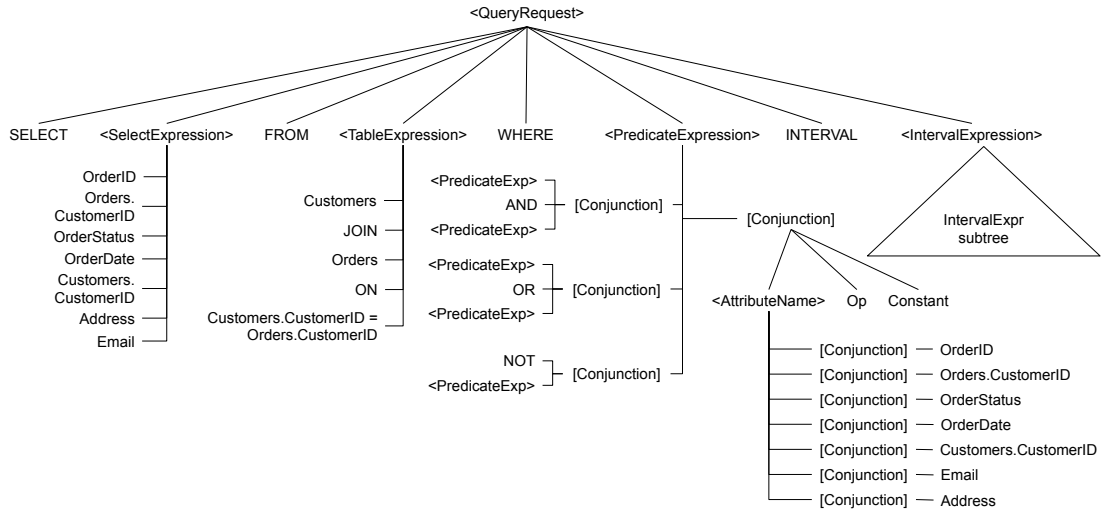 <QueryRequest>
SELECT
<SelectExpression>
FROM
<TableExpression>
WHERE
<PredicateExpression>
INTERVAL
<IntervalExpression>
OrderID
Orders.
CustomerID
OrderStatus
OrderDate
Customers.
CustomerID
Address
Email
Customers
JOIN
Orders
ON
Customers.CustomerID =
Orders.CustomerID
<PredicateExp>
AND
<PredicateExp>
[Conjunction]
<PredicateExp>
OR
<PredicateExp>
[Conjunction]
NOT
<PredicateExp>
[Conjunction]
[Conjunction]
<AttributeName>
Op
Constant
[Conjunction]
OrderID
[Conjunction]
Orders.CustomerID
[Conjunction]
OrderStatus
[Conjunction]
OrderDate
[Conjunction]
Customers.CustomerID
[Conjunction]
Email
[Conjunction]
Address
IntervalExpr
subtree